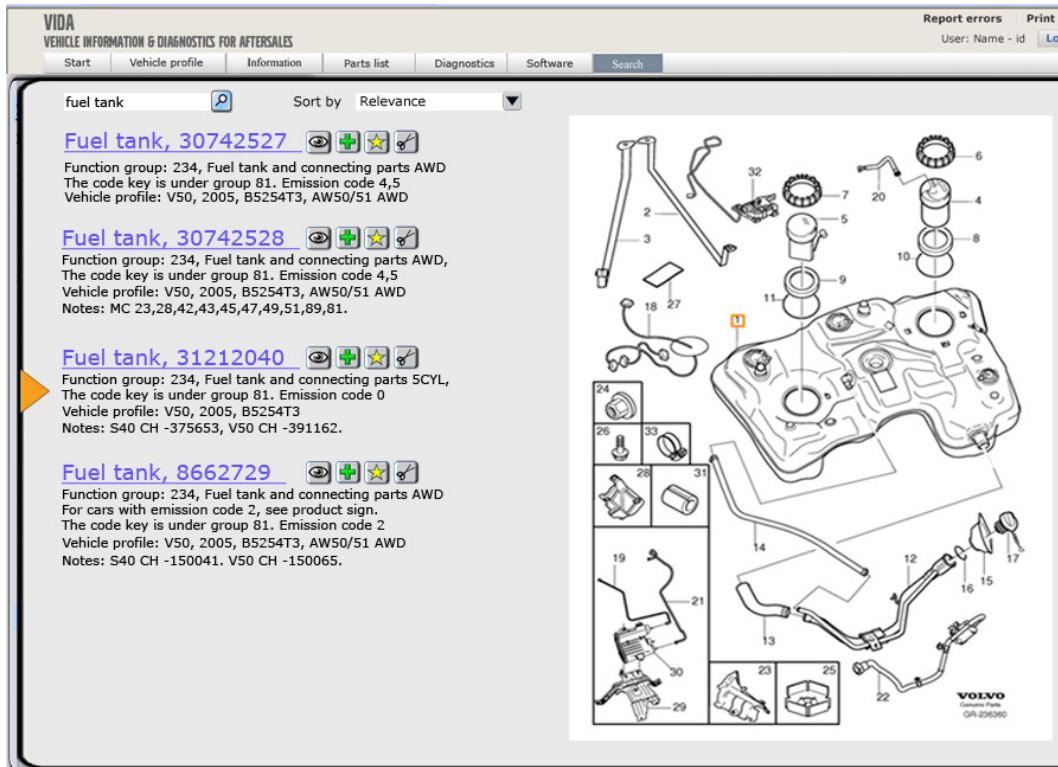 VIDA
VEHICLE INFORMATION & DIAGNOSTICS FOR AFTERSALES
Report errors Print
User: Name - id Lo
Start Vehicle profile Information Parts list Diagnostics Software Search
fuel tank Sort by Relevance
Fuel tank, 30742527
Function group: 234, Fuel tank and connecting parts AWD
The code key is under group 81. Emission code 4,5
Vehicle profile: V50, 2005, B5254T3, AW50/51 AWD
Fuel tank, 30742528
Function group: 234, Fuel tank and connecting parts AWD,
The code key is under group 81. Emission code 4,5
Vehicle profile: V50, 2005, B5254T3, AW50/51 AWD
Notes: MC 23,28,42,43,45,47,49,51,89,81.
Fuel tank, 31212040
Function group: 234, Fuel tank and connecting parts 5CYL,
The code key is under group 81. Emission code 0
Vehicle profile: V50, 2005, B5254T3
Notes: S40 CH -375653, V50 CH -391162.
Fuel tank, 8662729
Function group: 234, Fuel tank and connecting parts AWD
For cars with emission code 2, see product sign.
The code key is under group 81. Emission code 2
Vehicle profile: V50, 2005, B5254T3, AW50/51 AWD
Notes: S40 CH -150041. V50 CH -150065.
6
32
7
20
2
5
4
3
8
9
10
27
11
18
1
24
26
33
28
31
14
19
12
17
15
16
21
13
30
23
25
22
29
VOLVO
Genuine Parts
GR-236360